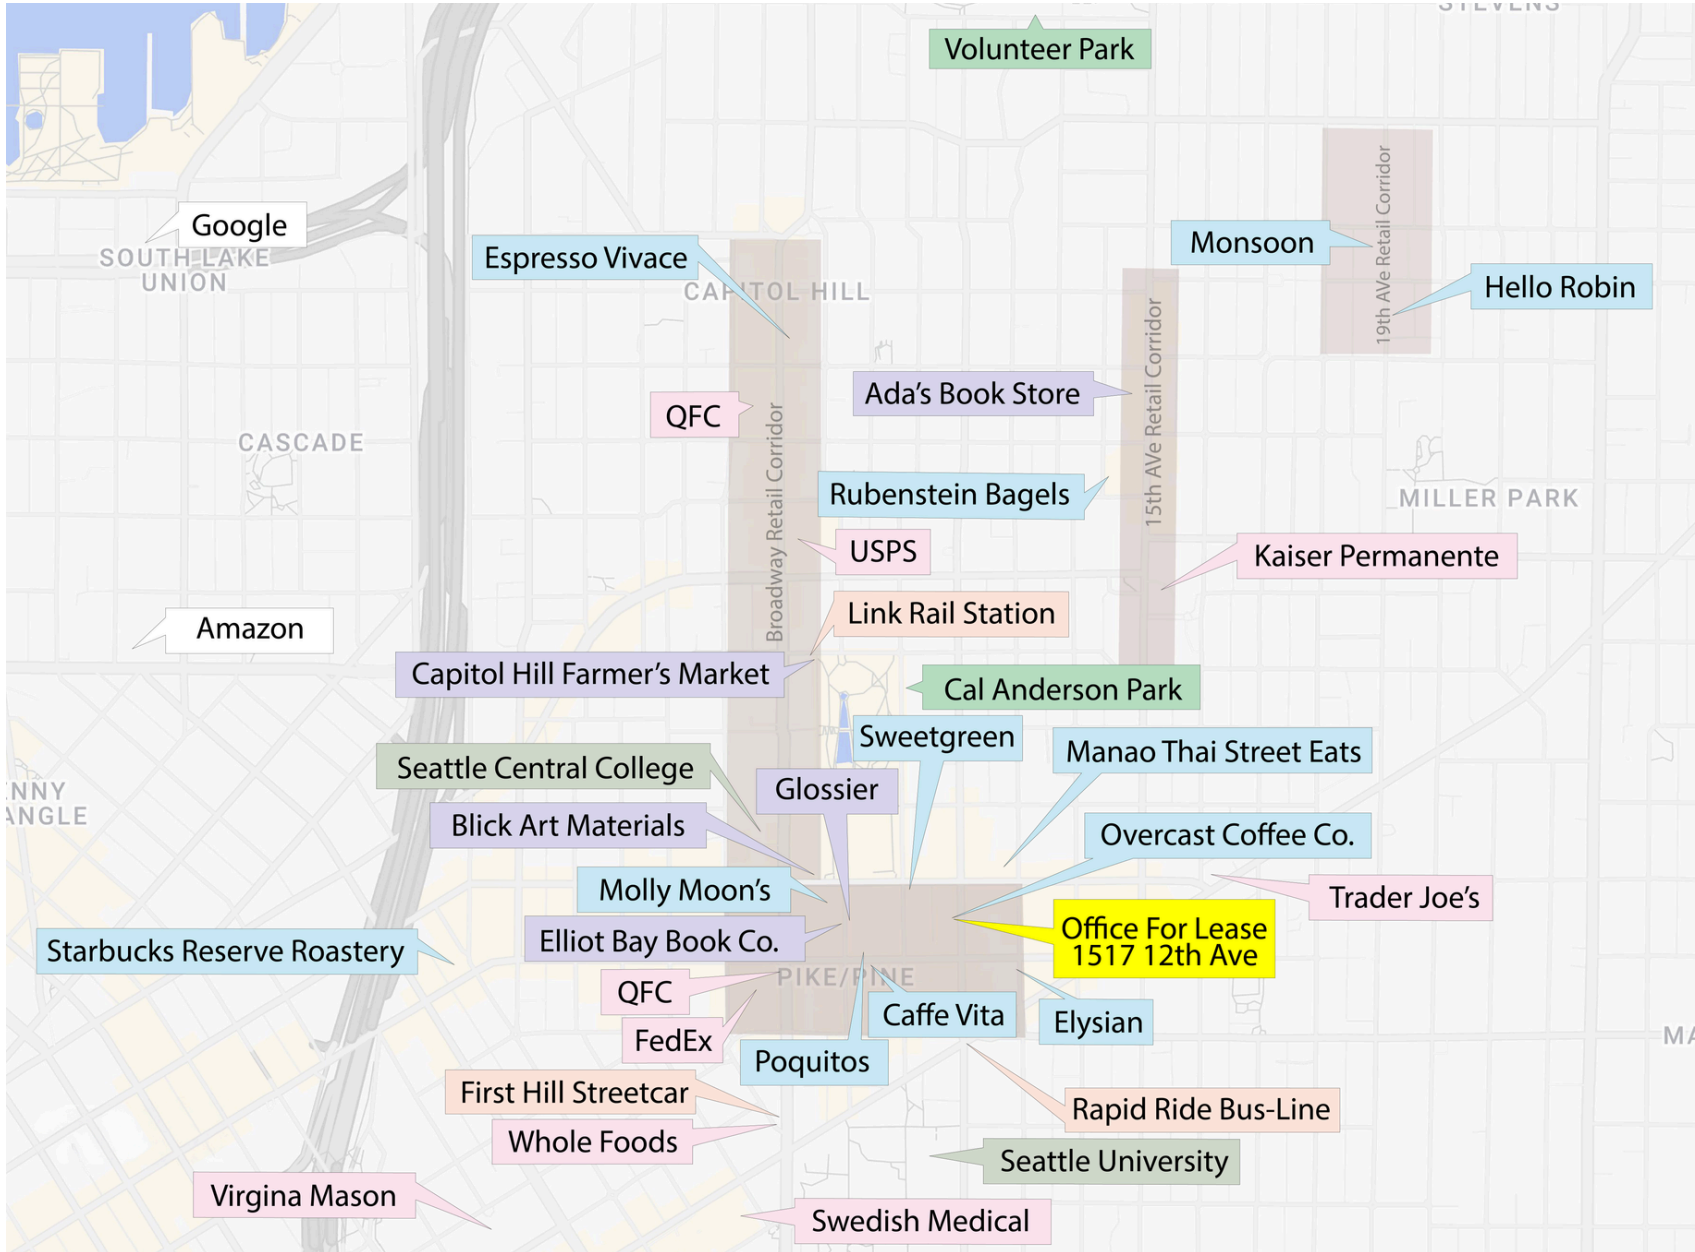 STEVENS
Volunteer Park
19th AVe Retail Corridor
Google
Monsoon
Espresso Vivace
SOUTH LAKE
UNION
Hello Robin
CAPITOL HILL
15th AVe Retail Corridor
Ada's Book Store
QFC
Broadway Retail Corridor
CASCADE
Rubenstein Bagels
MILLER PARK
USPS
Kaiser Permanente
Link Rail Station
Amazon
Capitol Hill Farmer's Market
Cal Anderson Park
Sweetgreen
Manao Thai Street Eats
Seattle Central College
Glossier
ENNY
ANGLE
Blick Art Materials
Overcast Coffee Co.
Molly Moon's
Trader Joe's
Office For Lease
1517 12th Ave
Elliot Bay Book Co.
Starbucks Reserve Roastery
PIKE/PINE
QFC
Caffe Vita
Elysian
FedEx
MA
Poquitos
First Hill Streetcar
Rapid Ride Bus-Line
Whole Foods
Seattle University
Virgina Mason
Swedish Medical